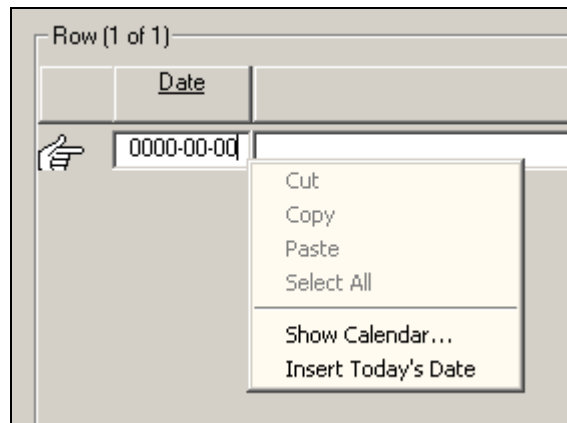 Row (1 of 1)
Date
0000-00-00
Cut
Copy
Paste
Select All
Show Calendar...
Insert Today's Date